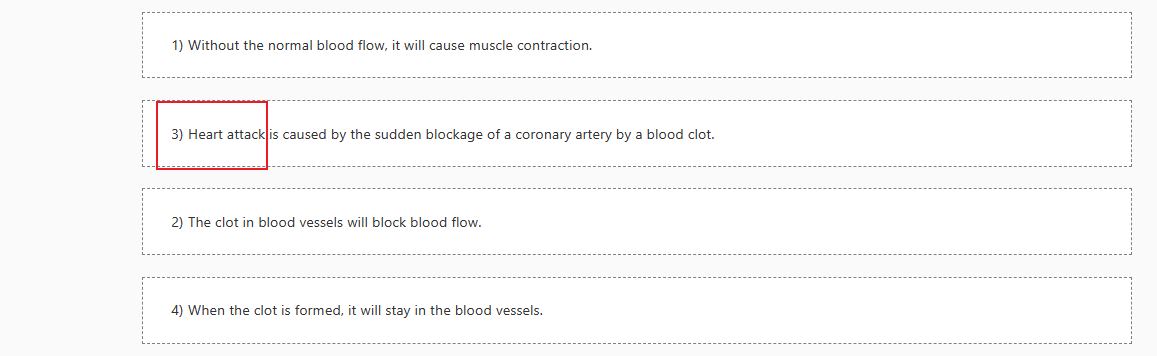 1) Without the normal blood flow, it will cause muscle contraction.
3) Heart attack is caused by the sudden blockage of a coronary artery by a blood clot.
2) The clot in blood vessels will block blood flow.
4) When the clot is formed, it will stay in the blood vessels.